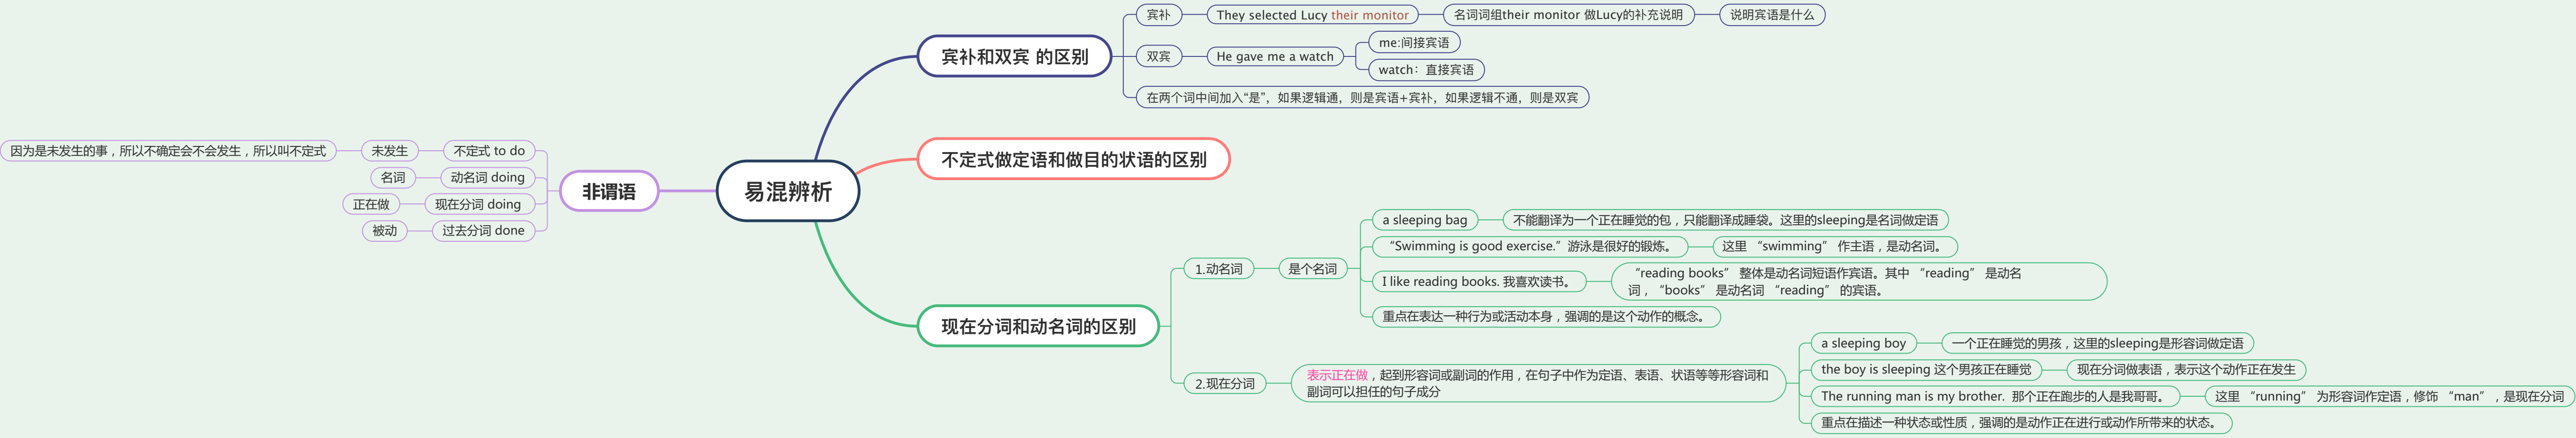 易混辨析
宾补和双宾 的区别
宾补
They selected Lucy their monitor
名词词组their monitor 做Lucy的补充说明
说明宾语是什么
双宾
He gave me a watch
me:间接宾语
watch：直接宾语
在两个词中间加入“是”，如果逻辑通，则是宾语+宾补，如果逻辑不通，则是双宾
不定式做定语和做目的状语的区别
现在分词和动名词的区别
1.动名词
是个名词
a sleeping bag
不能翻译为一个正在睡觉的包，只能翻译成睡袋。这里的sleeping是名词做定语
“Swimming is good exercise.”游泳是很好的锻炼。
这里 “swimming” 作主语，是动名词。
I like reading books. 我喜欢读书。
“reading books” 整体是动名词短语作宾语。其中 “reading” 是动名
词，“books” 是动名词 “reading” 的宾语。
重点在表达一种行为或活动本身，强调的是这个动作的概念。
2.现在分词
表示正在做，起到形容词或副词的作用，在句子中作为定语、表语、状语等等形容词和
副词可以担任的句子成分
a sleeping boy
一个正在睡觉的男孩，这里的sleeping是形容词做定语
the boy is sleeping 这个男孩正在睡觉
现在分词做表语，表示这个动作正在发生
The running man is my brother. 那个正在跑步的人是我哥哥。
这里 “running” 为形容词作定语，修饰 “man”，是现在分词
重点在描述一种状态或性质，强调的是动作正在进行或动作所带来的状态。
非谓语
不定式 to do
未发生
因为是未发生的事，所以不确定会不会发生，所以叫不定式
动名词 doing
名词
现在分词 doing
正在做
过去分词 done
被动